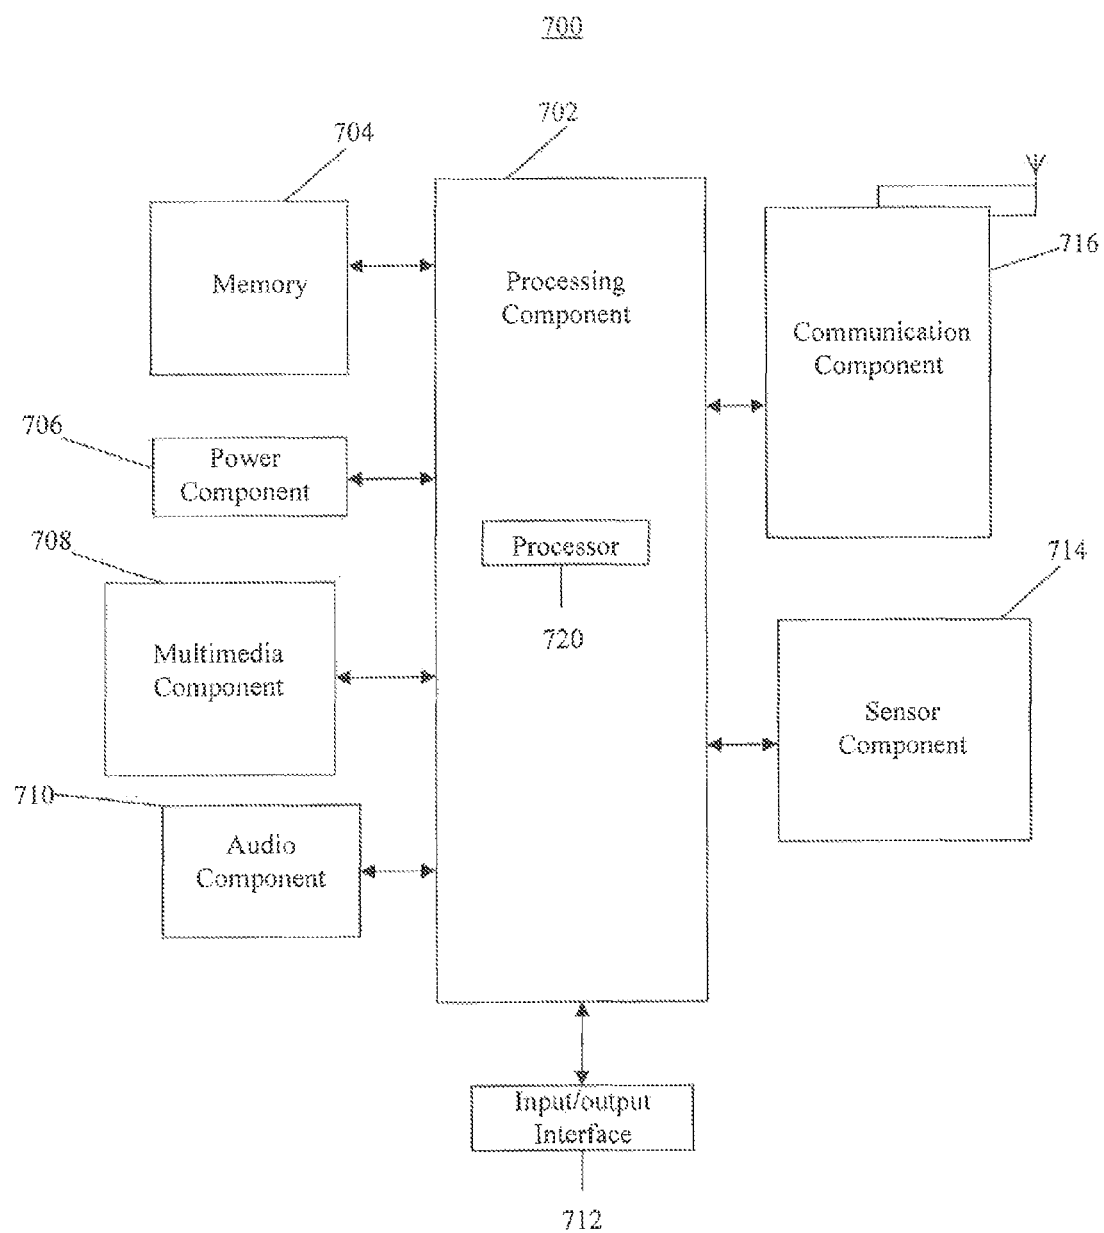 700
702
704
Memory
Processing
Component
716
Communication
Component
706
Power
Component
708
Processor
720
714
Multimedia
Component
Sensor
Component
710
Audio
Component
Input/output
Interface
712